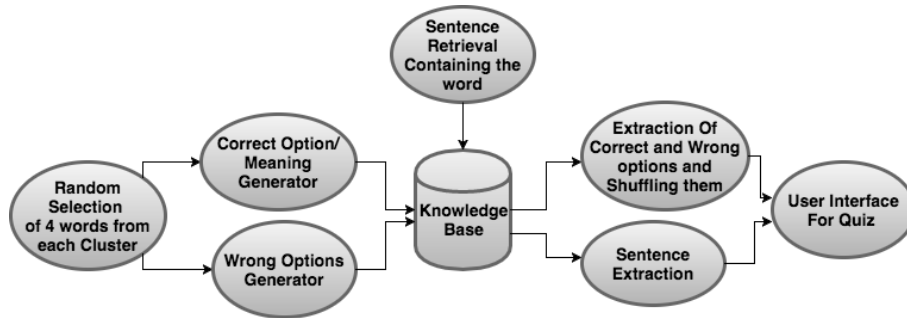 Sentence
Retrieval
Containing the
word
Correct Option/
Meaning
Generator
Extraction Of
Correct and Wrong
options and
Shuffling them
Random
Selection
of 4 words from
each Cluster
Knowledge
Base
User Interface
For Quiz
Wrong Options
Generator
Sentence
Extraction